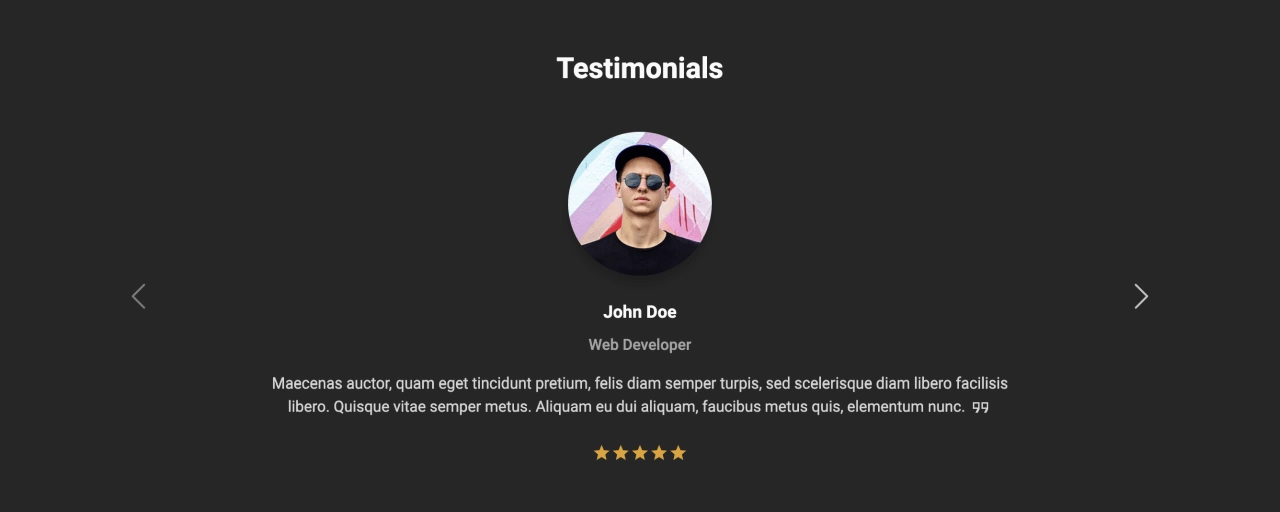 Testimonials
John Doe
Web Developer
Maecenas auctor, quam eget tincidunt pretium, felis diam semper turpis, sed scelerisque diam libero facilisis
libero. Quisque vitae semper metus. Aliquam eu dui aliquam, faucibus metus quis, elementum nunc. ”